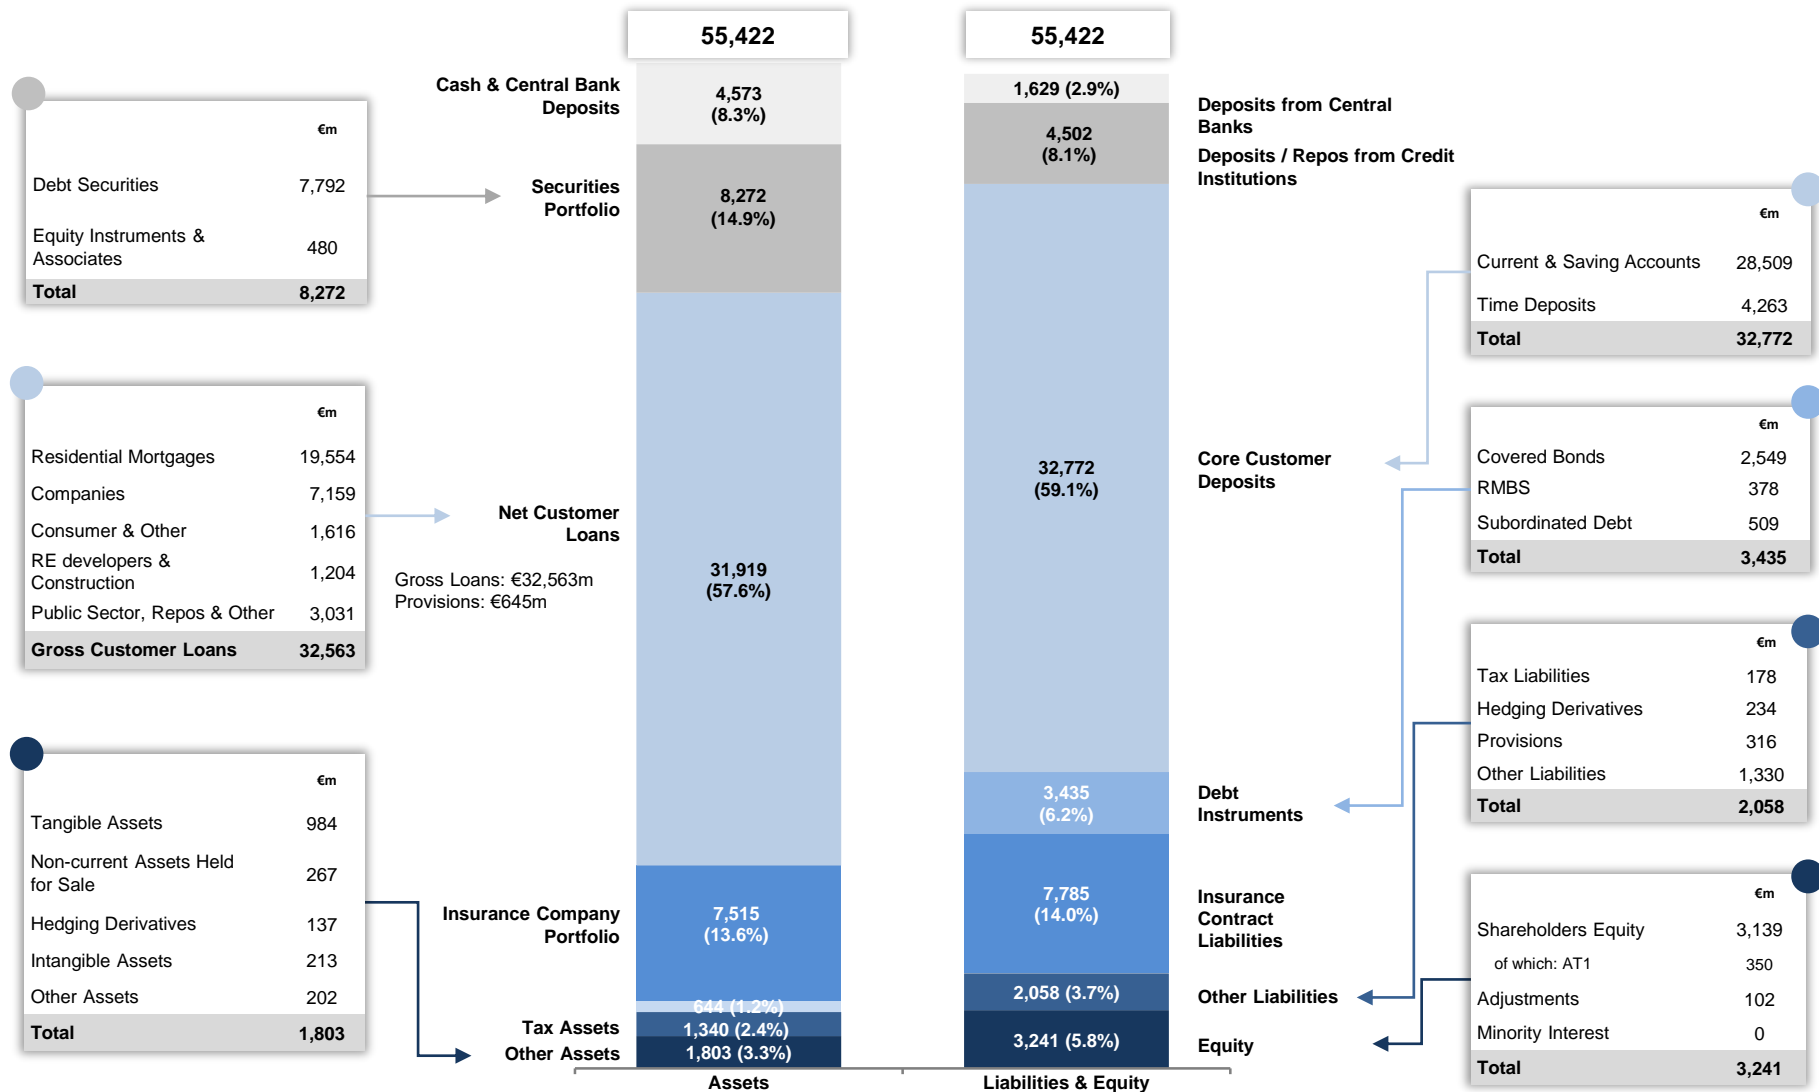 55,422
55,422
Cash & Central Bank
Deposits
4,573
(8.3%)
1,629 (2.9%)
Deposits from Central
Banks
4,502
(8.1%)
Deposits / Repos from Credit
Institutions
€m
Debt Securities 7,792
Equity Instruments &
Associates 480
Total 8,272
Securities
Portfolio
8,272
(14.9%)
€m
Current & Saving Accounts 28,509
Time Deposits 4,263
Total 32,772
€m
Residential Mortgages 19,554
Companies 7,159
Consumer & Other 1,616
RE developers &
Construction 1,204
Public Sector, Repos & Other 3,031
Gross Customer Loans 32,563
Net Customer
Loans
Gross Loans: €32,563m
Provisions: €645m
31,919
(57.6%)
32,772
(59.1%)
Core Customer
Deposits
€m
Covered Bonds 2,549
RMBS 378
Subordinated Debt 509
Total 3,435
€m
Tax Liabilities 178
Hedging Derivatives 234
Provisions 316
Other Liabilities 1,330
Total 2,058
€m
Tangible Assets 984
Non-current Assets Held
for Sale 267
Hedging Derivatives 137
Intangible Assets 213
Other Assets 202
Total 1,803
3,435
(6.2%)
Debt
Instruments
Insurance Company
Portfolio
7,515
(13.6%)
7,785
(14.0%)
Insurance
Contract
Liabilities
644 (1.2%)
Tax Assets
1,340 (2.4%)
Other Assets
1,803 (3.3%)
2,058 (3.7%)
Other Liabilities
3,241 (5.8%)
Equity
€m
Shareholders Equity 3,139
of which: AT1 350
Adjustments 102
Minority Interest 0
Total 3,241
Assets
Liabilities & Equity